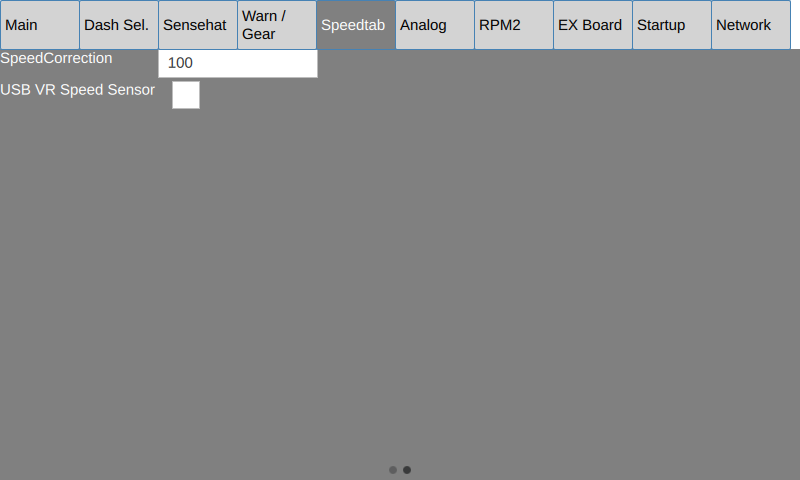 Main
Dash Sel.
Sensehat
Warn /
Gear
Speedtab
Analog
RPM2
EX Board
Startup
Network
SpeedCorrection
100
USB VR Speed Sensor